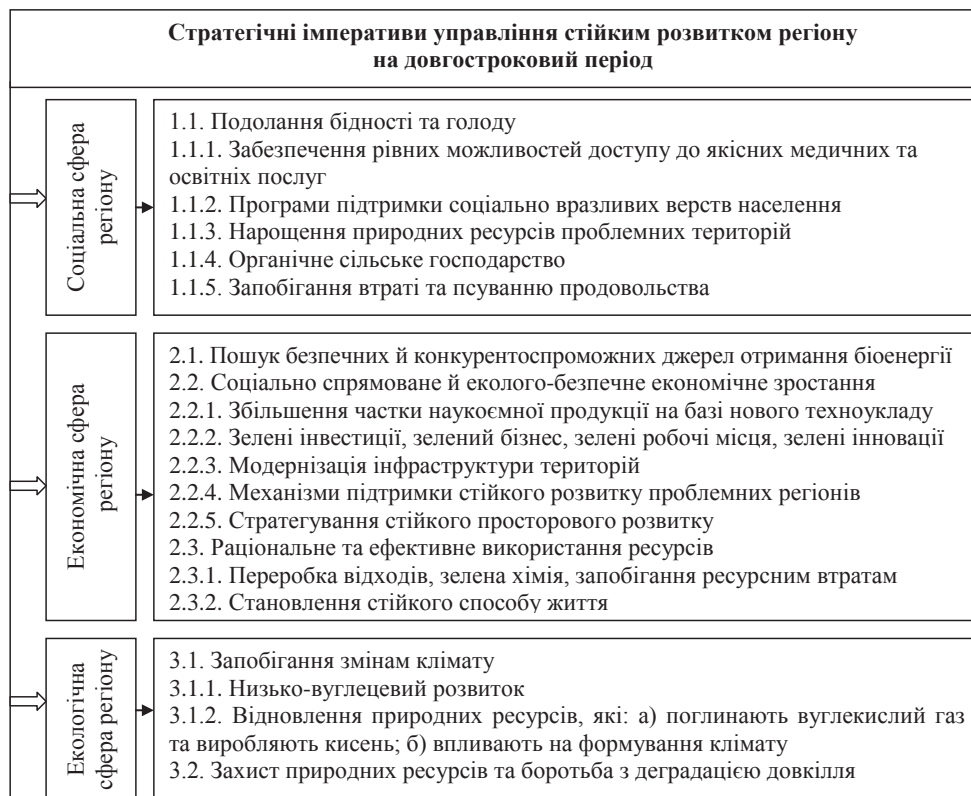 Стратегічні імперативи управління стійким розвитком регіону
на довгостроковий період
Соціальна сфера
регіону
1.1. Подолання бідності та голоду
1.1.1. Забезпечення рівних можливостей доступу до якісних медичних та
освітніх послуг
1.1.2. Програми підтримки соціально вразливих верств населення
1.1.3. Нарощення природних ресурсів проблемних територій
1.1.4. Органічне сільське господарство
1.1.5. Запобігання втраті та псуванню продовольства
Економічна сфера
регіону
2.1. Пошук безпечних й конкурентоспроможних джерел отримання біоенергії
2.2. Соціально спрямоване й еколого-безпечне економічне зростання
2.2.1. Збільшення частки наукоємної продукції на базі нового техноукладу
2.2.2. Зелені інвестиції, зелений бізнес, зелені робочі місця, зелені інновації
2.2.3. Модернізація інфраструктури територій
2.2.4. Механізми підтримки стійкого розвитку проблемних регіонів
2.2.5. Стратегування стійкого просторового розвитку
2.3. Раціональне та ефективне використання ресурсів
2.3.1. Переробка відходів, зелена хімія, запобігання ресурсним втратам
2.3.2. Становлення стійкого способу життя
Екологічна
сфера регіону
3.1. Запобігання змінам клімату
3.1.1. Низько-вуглецевий розвиток
3.1.2. Відновлення природних ресурсів, які: а) поглинають вуглекислий газ
та виробляють кисень; б) впливають на формування клімату
3.2. Захист природних ресурсів та боротьба з деградацією довкілля